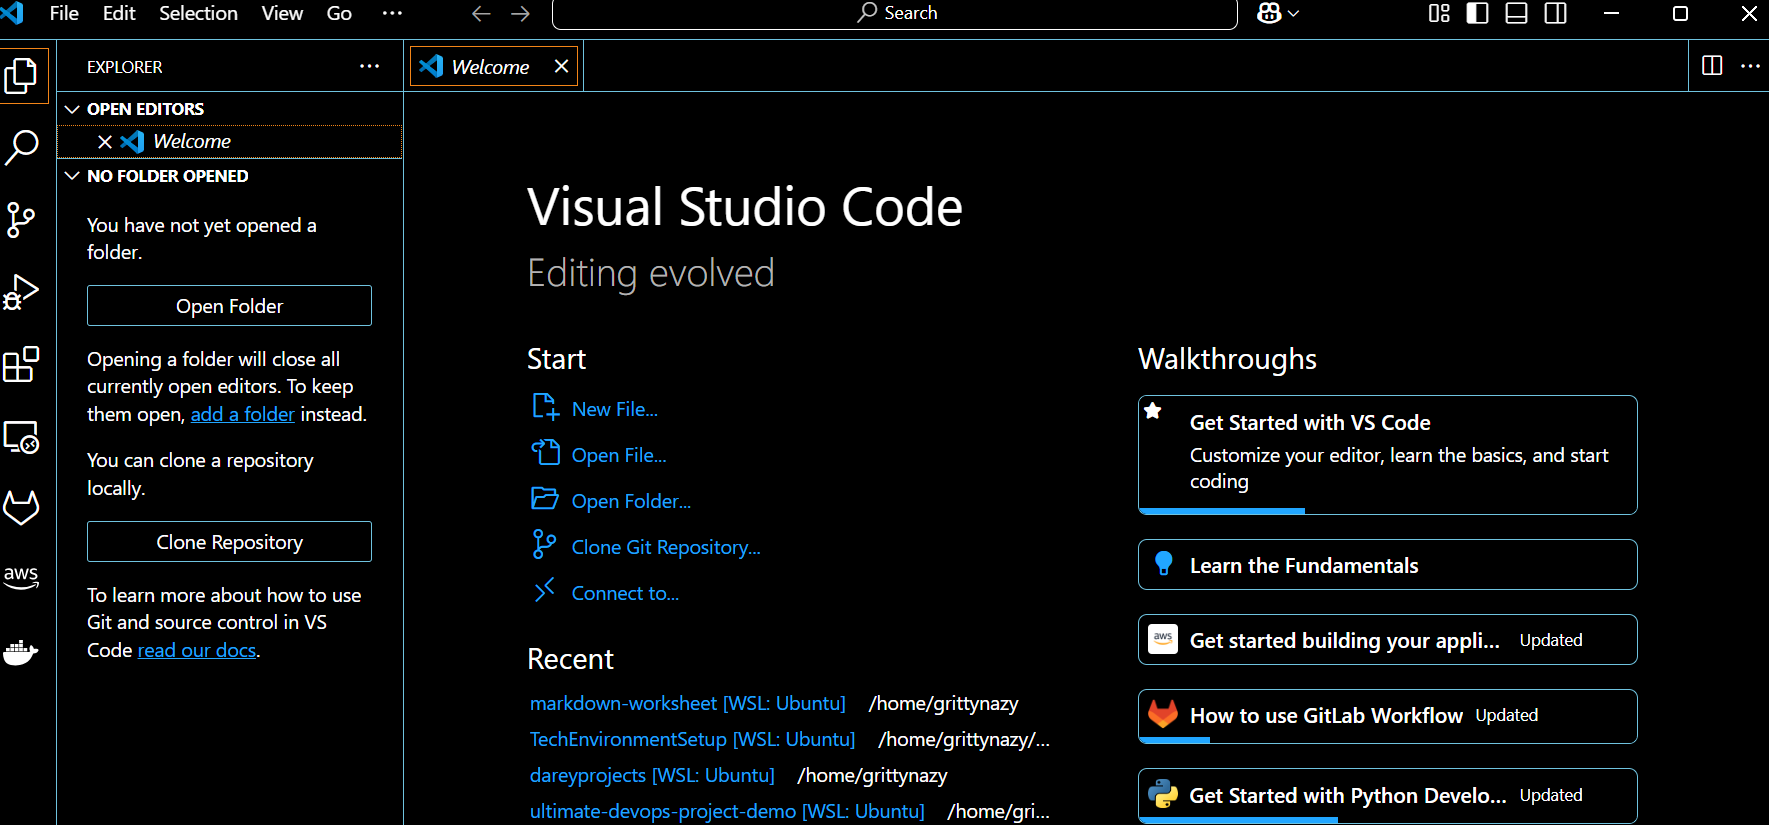 File Edit Selection View Go ··· Search
EXPLORER ···
OPEN EDITORS
Welcome
NO FOLDER OPENED
You have not yet opened a
folder.
Open Folder
Opening a folder will close all
currently open editors. To keep
them open, add a folder instead.
You can clone a repository
locally.
Clone Repository
To learn more about how to use
Git and source control in VS
Code read our docs.
aws
Welcome
Visual Studio Code
Editing evolved
Start
New File...
Open File...
Open Folder...
Clone Git Repository...
Connect to...
Recent
markdown-worksheet [WSL: Ubuntu] /home/grittynazy
TechEnvironmentSetup [WSL: Ubuntu] /home/grittynazy/...
dareyprojects [WSL: Ubuntu] /home/grittynazy
ultimate-devops-project-demo [WSL: Ubuntu] /home/gri...
Walkthroughs
Get Started with VS Code
Customize your editor, learn the basics, and start
coding
Learn the Fundamentals
aws Get started building your appli... Updated
How to use GitLab Workflow Updated
Get Started with Python Develo... Updated